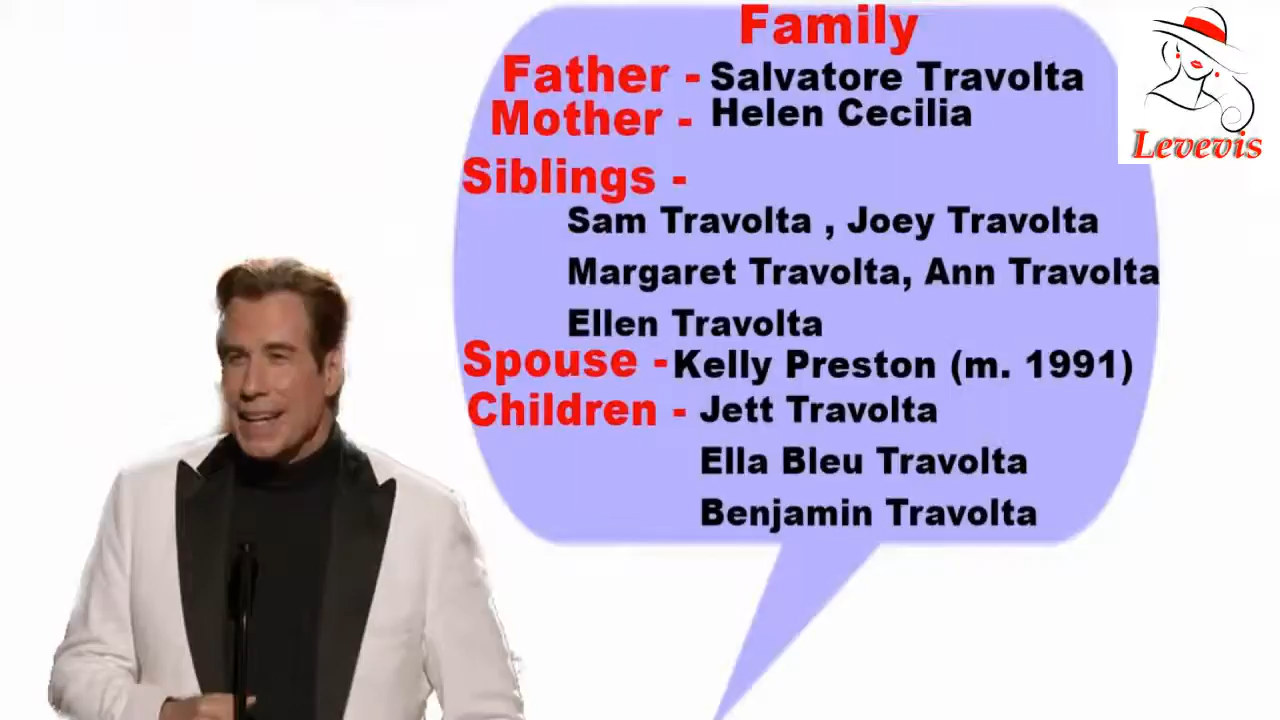 Family
Father - Salvatore Travolta
Mother - Helen Cecilia
Siblings -
Sam Travolta , Joey Travolta
Margaret Travolta, Ann Travolta
Ellen Travolta
Spouse - Kelly Preston (m. 1991)
Children - Jett Travolta
Ella Bleu Travolta
Benjamin Travolta
Levevis